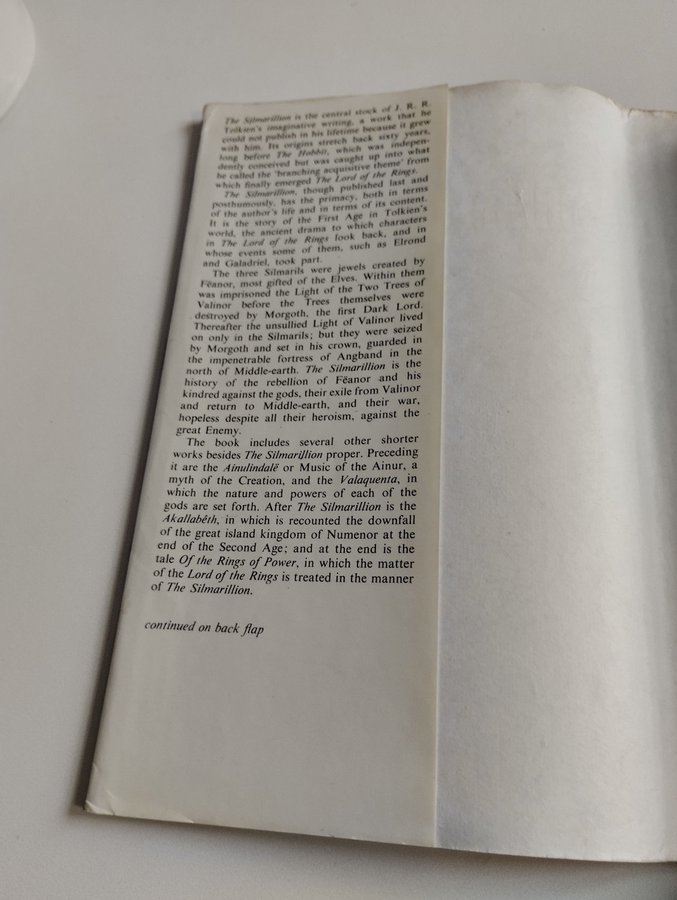 The Silmarillion is the central stock of J. R. R.
Tolkien's imaginative writing, a work that he
could not publish in his lifetime because it grew
with him. Its origins stretch back sixty years,
long before The Hobbit, which was indepen-
dently conceived but was caught up into what
he called the 'branching acquisitive theme' from
which finally emerged The Lord of the Rings.
The Silmarillion, though published last and
posthumously, has the primacy, both in terms
of the author's life and in terms of its content.
It is the story of the First Age in Tolkien's
world, the ancient drama to which characters
in The Lord of the Rings look back, and in
whose events some of them, such as Elrond
and Galadriel, took part.
The three Silmarils were jewels created by
Fëanor, most gifted of the Elves. Within them
was imprisoned the Light of the Two Trees of
Valinor before the Trees themselves were
destroyed by Morgoth, the first Dark Lord.
Thereafter the unsullied Light of Valinor lived
on only in the Silmarils; but they were seized
by Morgoth and set in his crown, guarded in
the impenetrable fortress of Angband in the
north of Middle-earth. The Silmarillion is the
history of the rebellion of Fëanor and his
kindred against the gods, their exile from Valinor
and return to Middle-earth, and their war,
hopeless despite all their heroism, against the
great Enemy.
The book includes several other shorter
works besides The Silmarillion proper. Preceding
it are the Ainulindalë or Music of the Ainur, a
myth of the Creation, and the Valaquenta, in
which the nature and powers of each of the
gods are set forth. After The Silmarillion is the
Akallabêth, in which is recounted the downfall
of the great island kingdom of Numenor at the
end of the Second Age; and at the end is the
tale Of the Rings of Power, in which the matter
of the Lord of the Rings is treated in the manner
of The Silmarillion.
continued on back flap